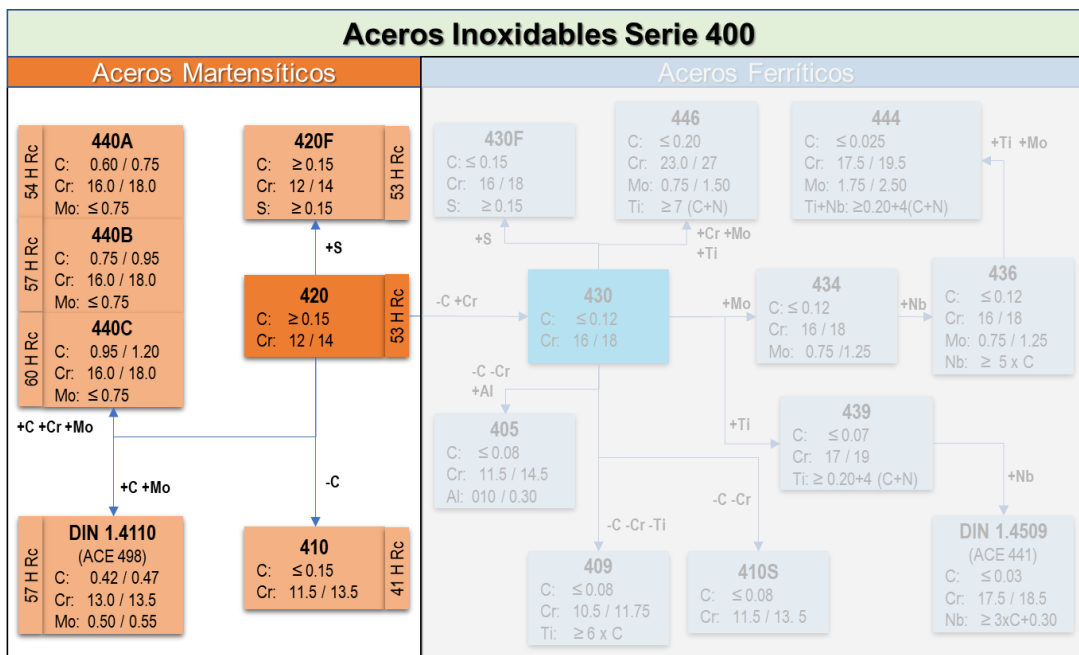 Aceros Inoxidables Serie 400
Aceros Martensíticos
Aceros Ferríticos
54 H Rc
440A
C: 0.60 / 0.75
Cr: 16.0 / 18.0
Mo: ≤ 0.75
57 H Rc
440B
C: 0.75 / 0.95
Cr: 16.0 / 18.0
Mo: ≤ 0.75
60 H Rc
440C
C: 0.95 / 1.20
Cr: 16.0 / 18.0
Mo: ≤ 0.75
+C +Cr +Mo
+C +Mo
57 H Rc
DIN 1.4110
(ACE 498)
C: 0.42 / 0.47
Cr: 13.0 / 13.5
Mo: 0.50 / 0.55
420F
C: ≥ 0.15
Cr: 12 / 14
S: ≥ 0.15
53 H Rc
+S
420
C: ≥ 0.15
Cr: 12 / 14
53 H Rc
-C
410
C: ≤ 0.15
Cr: 11.5 / 13.5
41 H Rc
-C +Cr
430F
C: ≤ 0.15
Cr: 16 / 18
S: ≥ 0.15
+S
446
C: ≤ 0.20
Cr: 23.0 / 27
Mo: 0.75 / 1.50
Ti: ≥ 7 (C+N)
+Cr +Mo
+Ti
444
C: ≤ 0.025
Cr: 17.5 / 19.5
Mo: 1.75 / 2.50
Ti+Nb: ≥0.20+4(C+N)
+Ti +Mo
430
C: ≤ 0.12
Cr: 16 / 18
+Mo
434
C: ≤ 0.12
Cr: 16 / 18
Mo: 0.75 /1.25
+Nb
436
C: ≤ 0.12
Cr: 16 / 18
Mo: 0.75 / 1.25
Nb: ≥ 5 x C
-C -Cr
+Al
405
C: ≤ 0.08
Cr: 11.5 / 14.5
Al: 010 / 0.30
+Ti
439
C: ≤ 0.07
Cr: 17 / 19
Ti: ≥ 0.20+4 (C+N)
+Nb
-C -Cr -Ti
409
C: ≤ 0.08
Cr: 10.5 / 11.75
Ti: ≥ 6 x C
-C -Cr
410S
C: ≤ 0.08
Cr: 11.5 / 13. 5
DIN 1.4509
(ACE 441)
C: ≤ 0.03
Cr: 17.5 / 18.5
Nb: ≥ 3xC+0.30